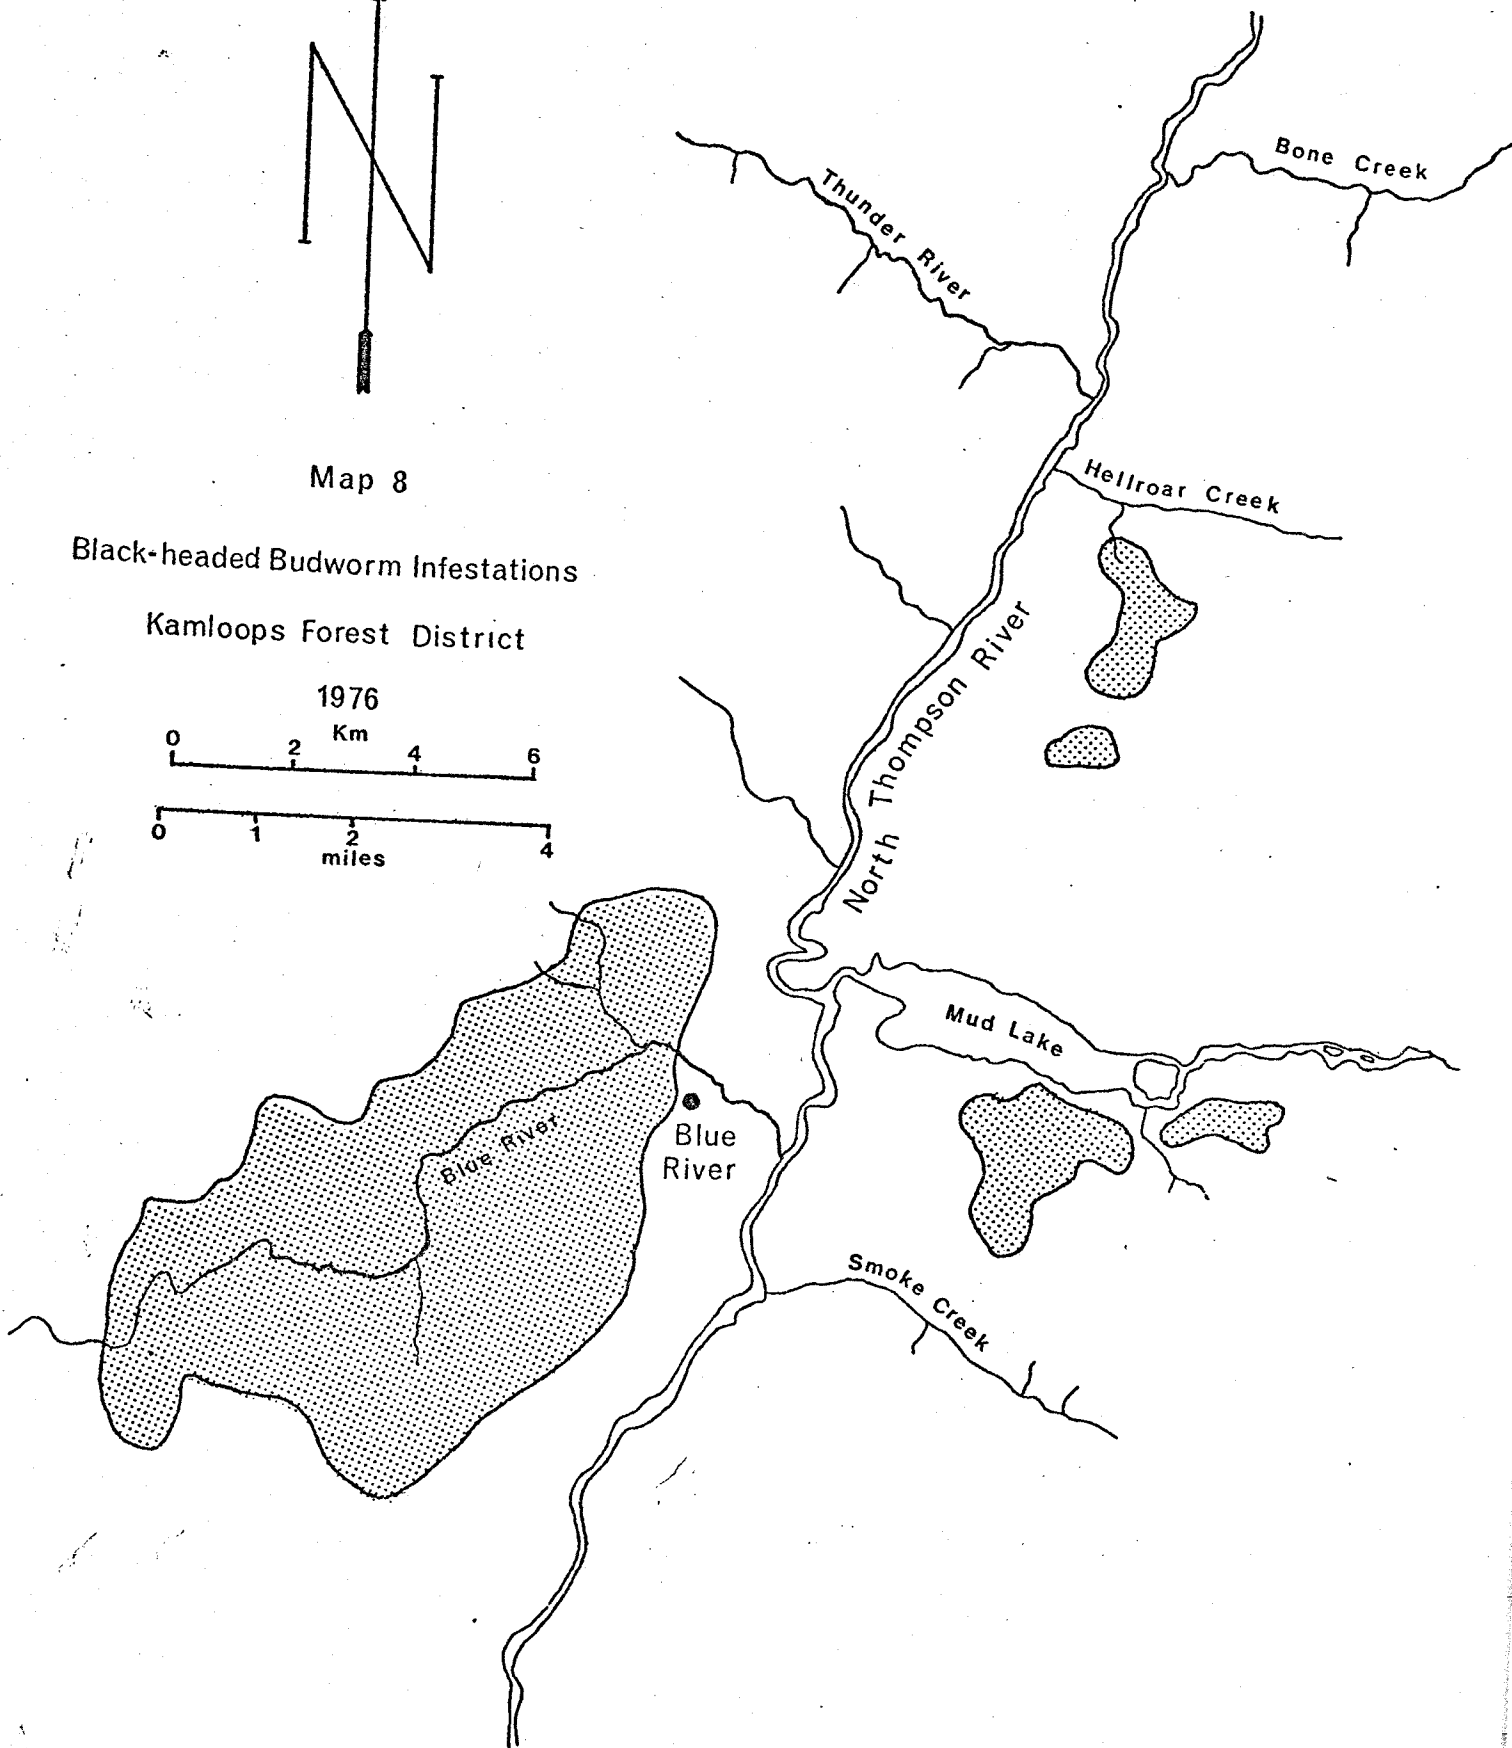 N
Map 8
Black-headed Budworm Infestations
Kamloops Forest District
1976
Km
0 2 4 6
0 1 2 4
miles
Bone Creek
Thunder River
Hellroar Creek
North Thompson River
Mud Lake
Blue River
Blue
River
Smoke Creek